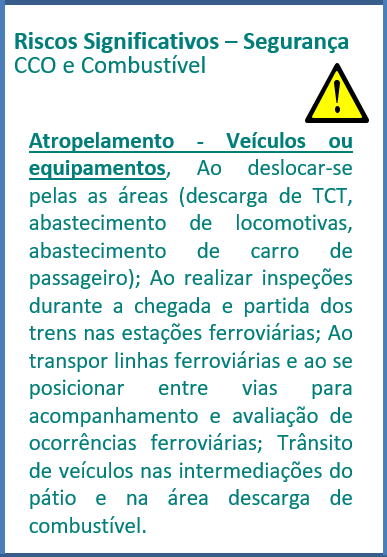 Riscos Significativos – Segurança
CCO e Combustível
!
Atropelamento - Veículos ou
equipamentos, Ao deslocar-se
pelas as áreas (descarga de TCT,
abastecimento de locomotivas,
abastecimento de carro de
passageiro); Ao realizar inspeções
durante a chegada e partida dos
trens nas estações ferroviárias; Ao
transpor linhas ferroviárias e ao se
posicionar entre vias para
acompanhamento e avaliação de
ocorrências ferroviárias; Trânsito
de veículos nas intermediações do
pátio e na área descarga de
combustível.